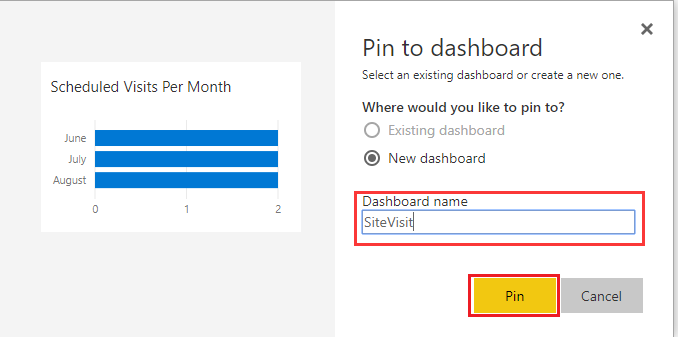 Scheduled Visits Per Month
June
July
August
0 1 2
Pin to dashboard
Select an existing dashboard or create a new one.
Where would you like to pin to?
Existing dashboard
New dashboard
Dashboard name
SiteVisit
Pin Cancel